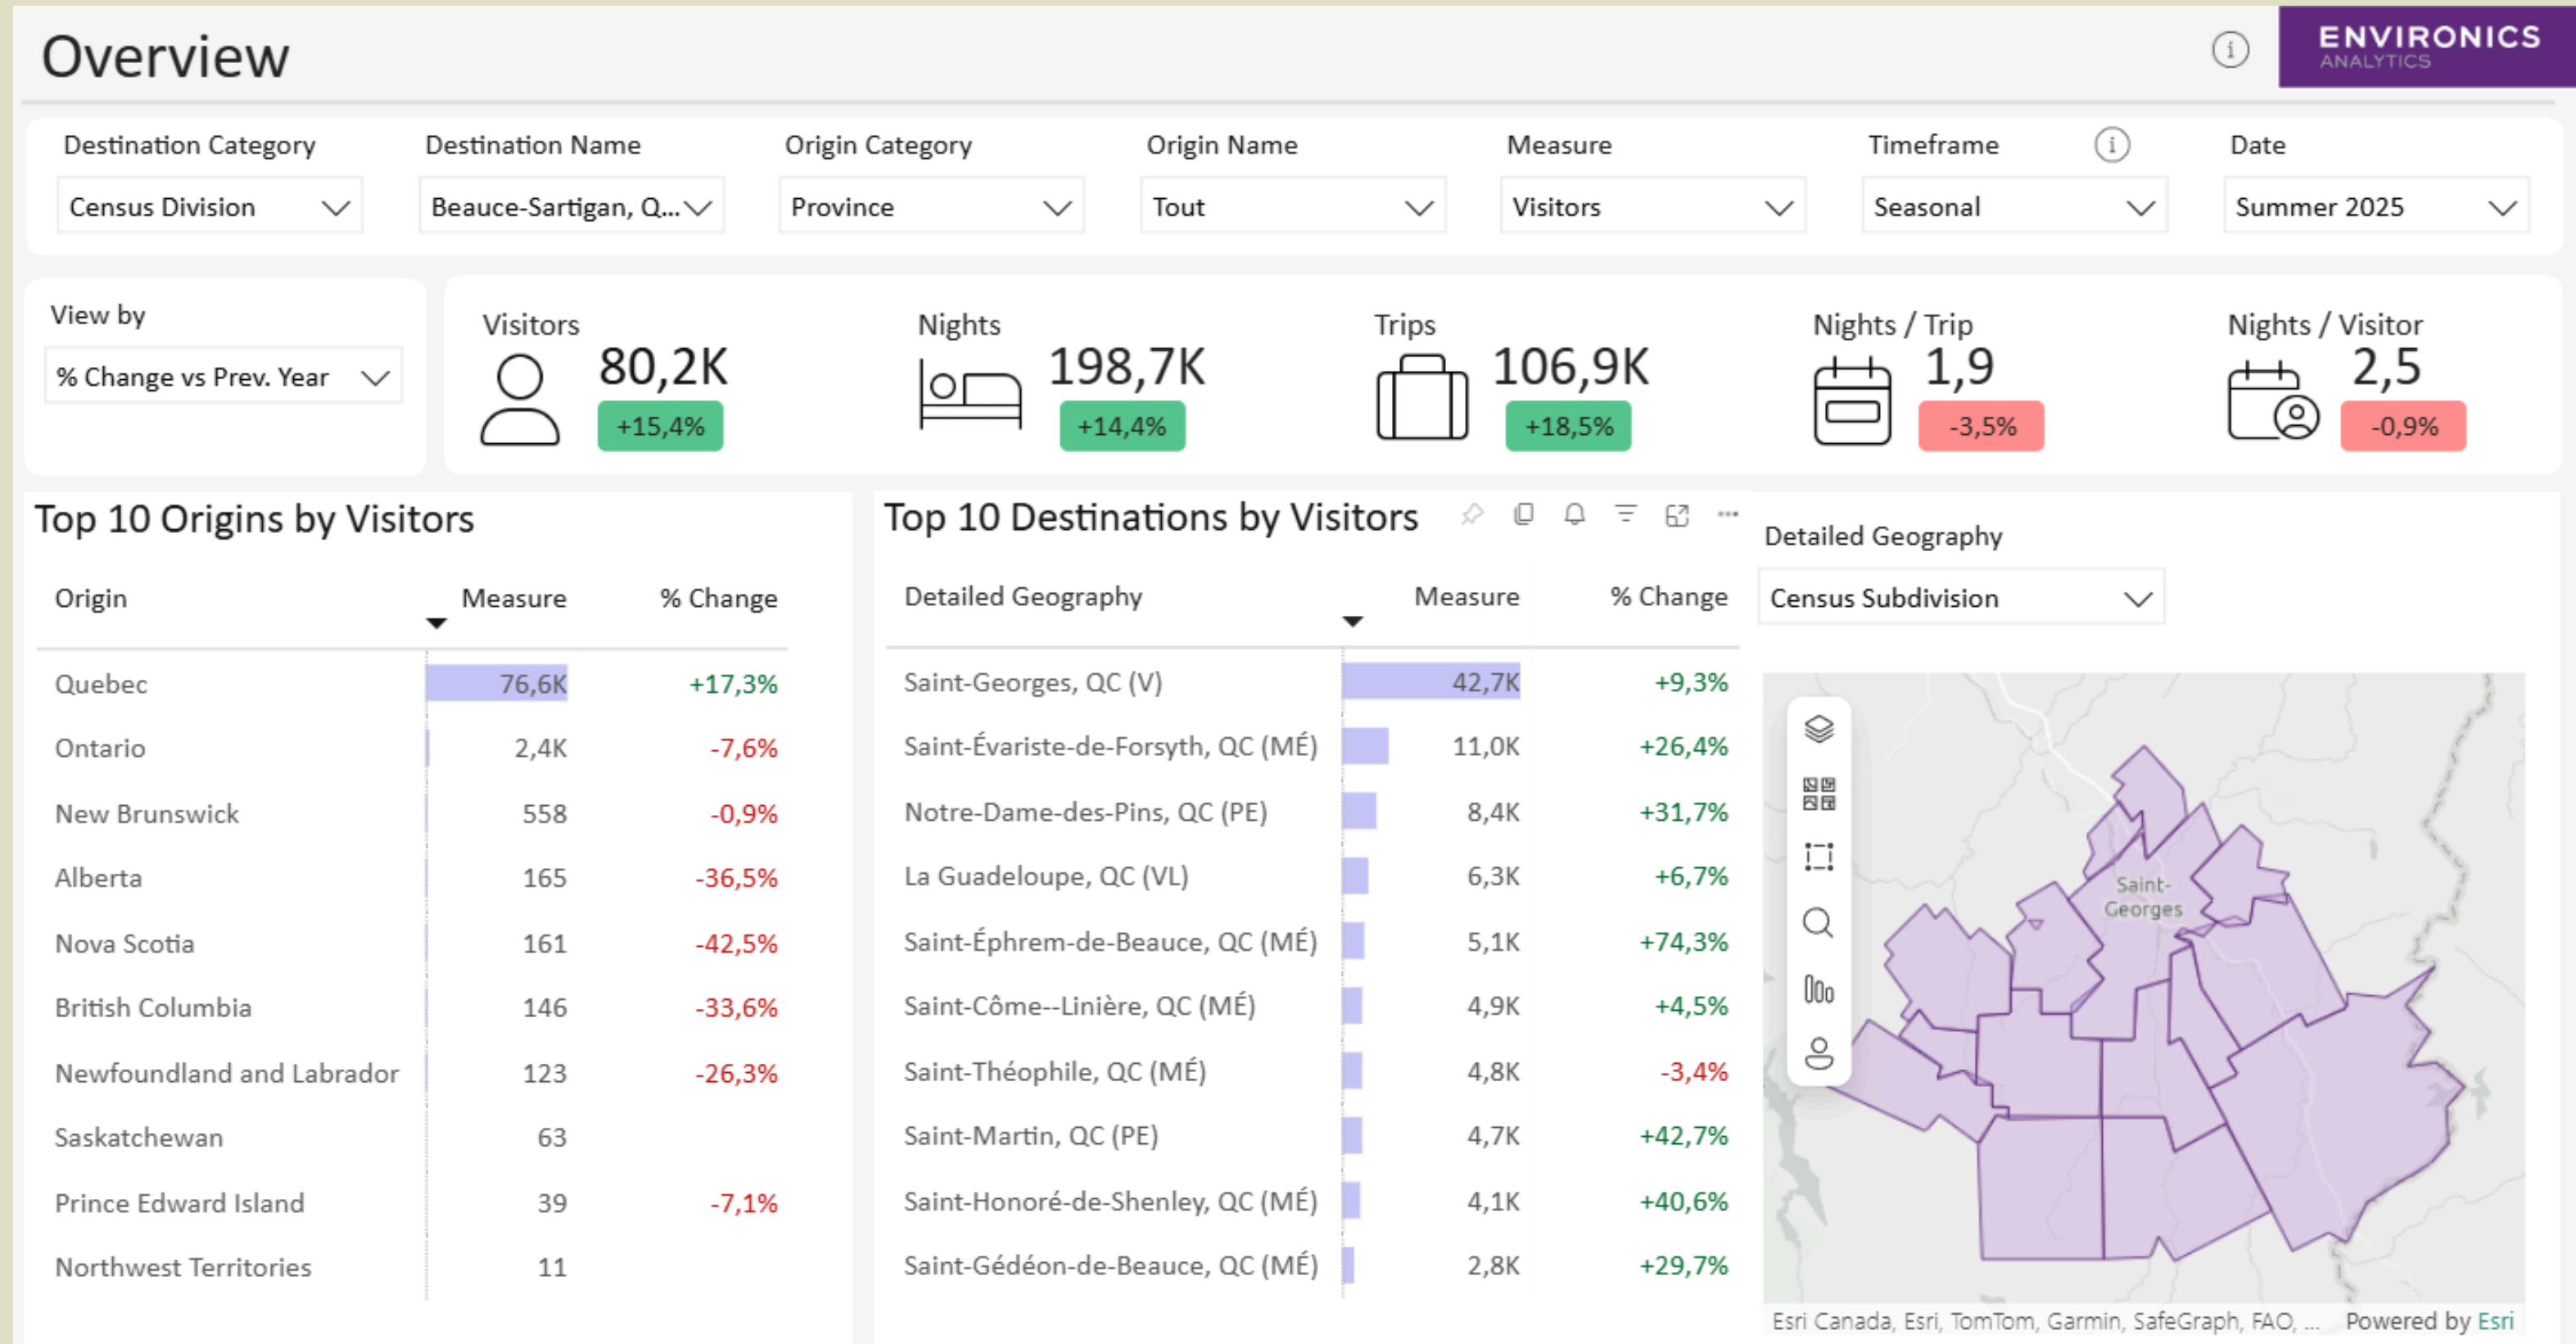 Overview
ENVIRONICS
ANALYTICS
Destination Category
Destination Name
Origin Category
Origin Name
Measure
Timeframe
Date
Census Division
Beauce-Sartigan, Q...
Province
Tout
Visitors
Seasonal
Summer 2025
View by
% Change vs Prev. Year
Visitors
80,2K
+15,4%
Nights
198,7K
+14,4%
Trips
106,9K
+18,5%
Nights / Trip
1,9
-3,5%
Nights / Visitor
2,5
-0,9%
Top 10 Origins by Visitors
Origin Measure % Change
Quebec 76,6K +17,3%
Ontario 2,4K -7,6%
New Brunswick 558 -0,9%
Alberta 165 -36,5%
Nova Scotia 161 -42,5%
British Columbia 146 -33,6%
Newfoundland and Labrador 123 -26,3%
Saskatchewan 63
Prince Edward Island 39 -7,1%
Northwest Territories 11
Top 10 Destinations by Visitors
Detailed Geography Measure % Change
Saint-Georges, QC (V) 42,7K +9,3%
Saint-Évariste-de-Forsyth, QC (MÉ) 11,0K +26,4%
Notre-Dame-des-Pins, QC (PE) 8,4K +31,7%
La Guadeloupe, QC (VL) 6,3K +6,7%
Saint-Éphrem-de-Beauce, QC (MÉ) 5,1K +74,3%
Saint-Côme--Linière, QC (MÉ) 4,9K +4,5%
Saint-Théophile, QC (MÉ) 4,8K -3,4%
Saint-Martin, QC (PE) 4,7K +42,7%
Saint-Honoré-de-Shenley, QC (MÉ) 4,1K +40,6%
Saint-Gédéon-de-Beauce, QC (MÉ) 2,8K +29,7%
Detailed Geography
Census Subdivision
Saint-
Georges
Esri Canada, Esri, TomTom, Garmin, SafeGraph, FAO, ... Powered by Esri